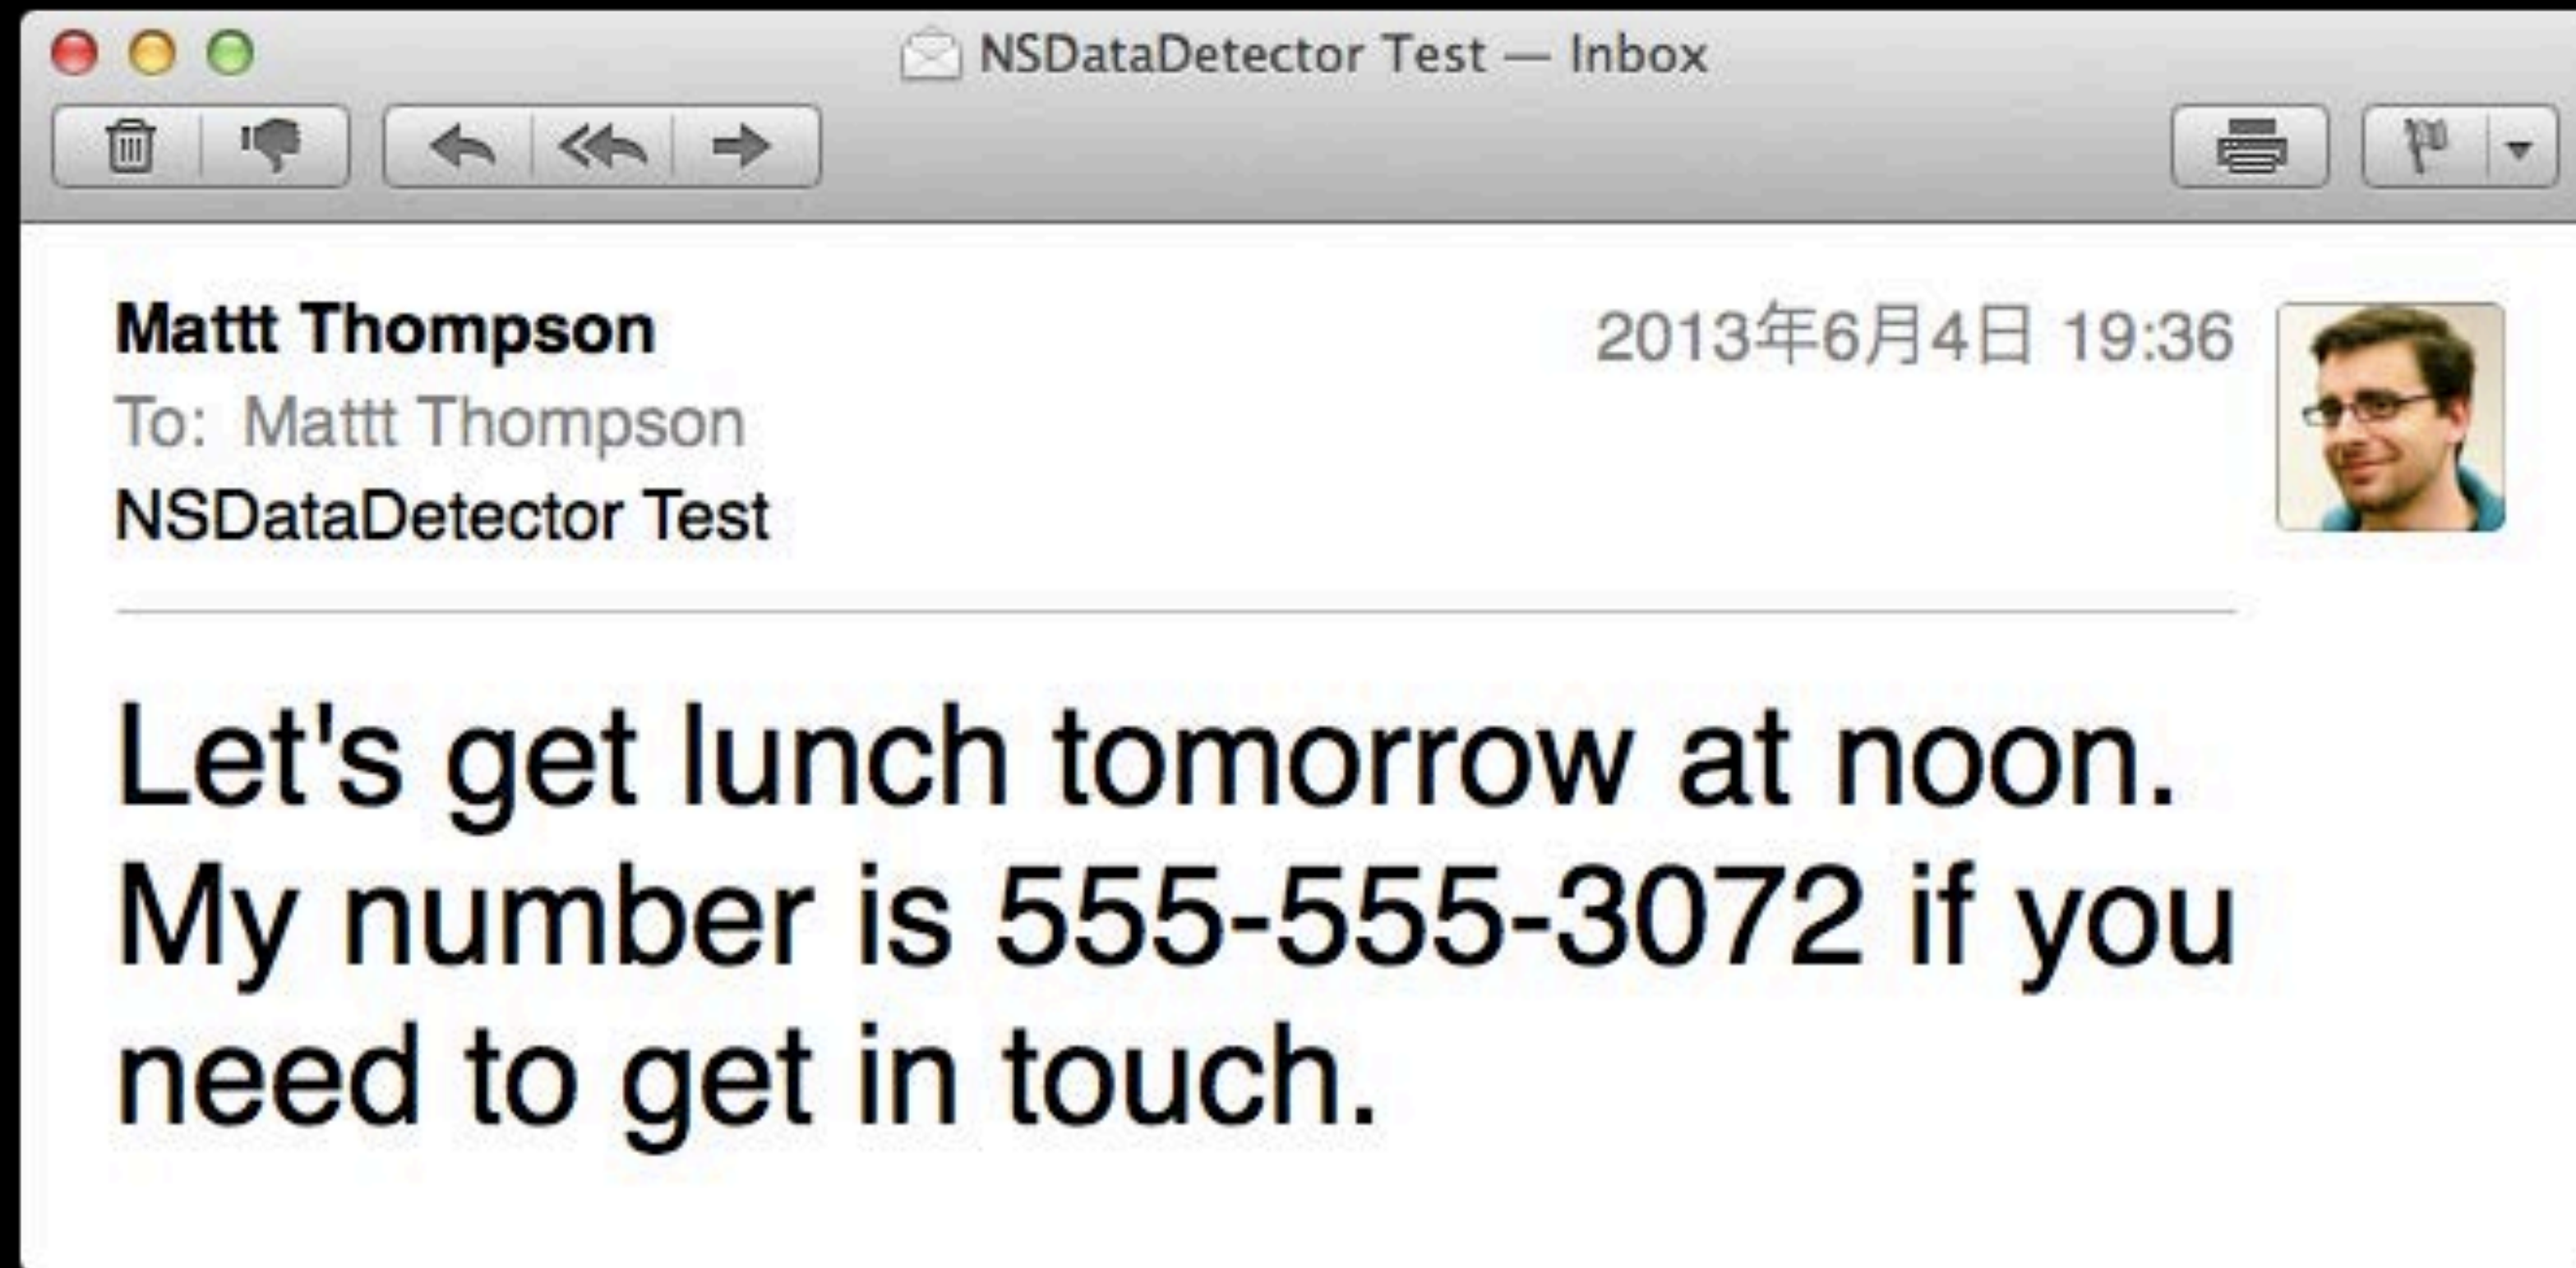 NSDataDetector Test — Inbox
Mattt Thompson
2013年6月4日 19:36
To: Mattt Thompson
NSDataDetector Test
Let's get lunch tomorrow at noon.
My number is 555-555-3072 if you
need to get in touch.